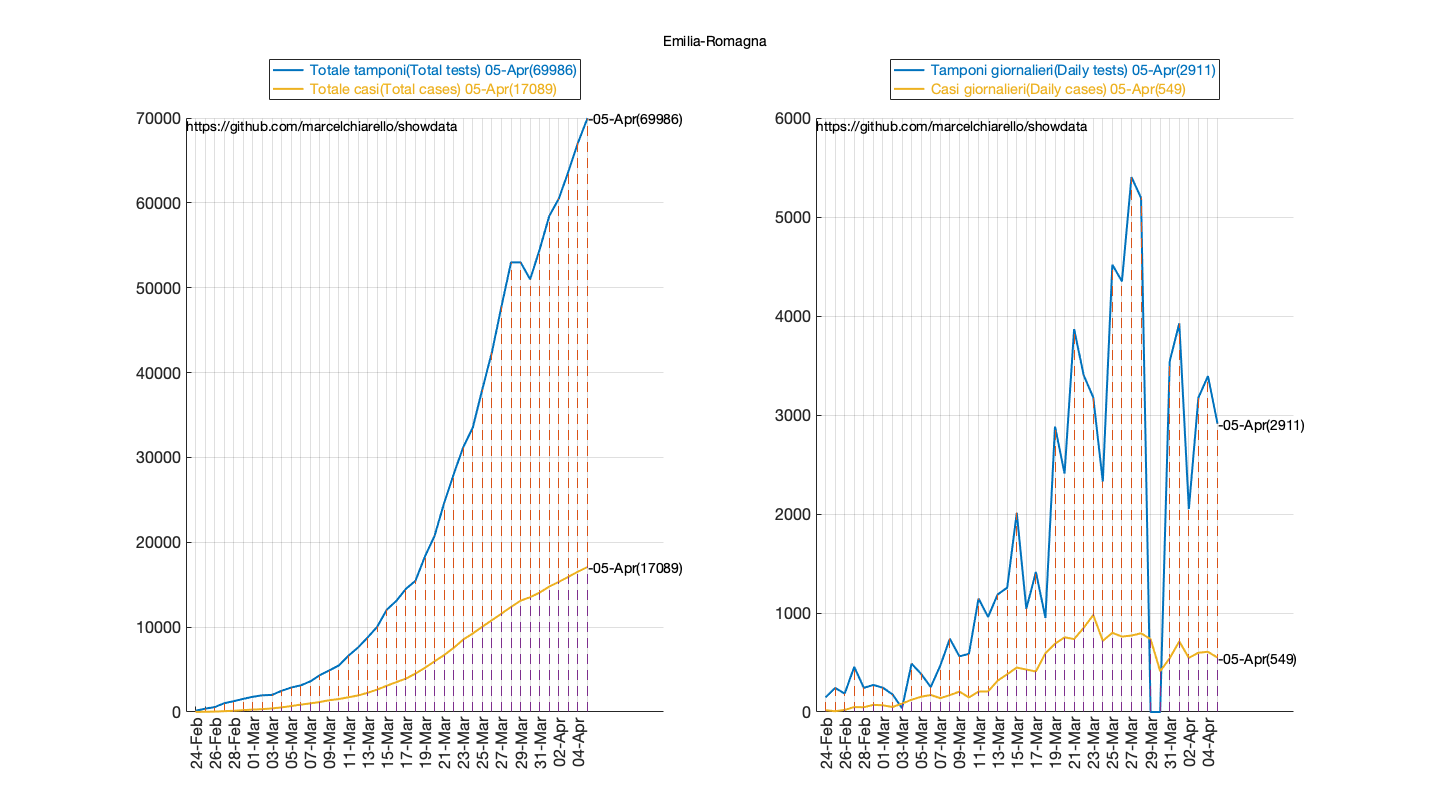 Emilia-Romagna
Totale tamponi(Total tests) 05-Apr(69986)
Totale casi(Total cases) 05-Apr(17089)
70000
60000
50000
40000
30000
20000
10000
0
https://github.com/marcelchiarello/showdata
-05-Apr(69986)
-05-Apr(17089)
24-Feb
26-Feb
28-Feb
01-Mar
03-Mar
05-Mar
07-Mar
09-Mar
11-Mar
13-Mar
15-Mar
17-Mar
19-Mar
21-Mar
23-Mar
25-Mar
27-Mar
29-Mar
31-Mar
02-Apr
04-Apr
Tamponi giornalieri(Daily tests) 05-Apr(2911)
Casi giornalieri(Daily cases) 05-Apr(549)
6000
5000
4000
3000
2000
1000
0
https://github.com/marcelchiarello/showdata
-05-Apr(2911)
-05-Apr(549)
24-Feb
26-Feb
28-Feb
01-Mar
03-Mar
05-Mar
07-Mar
09-Mar
11-Mar
13-Mar
15-Mar
17-Mar
19-Mar
21-Mar
23-Mar
25-Mar
27-Mar
29-Mar
31-Mar
02-Apr
04-Apr